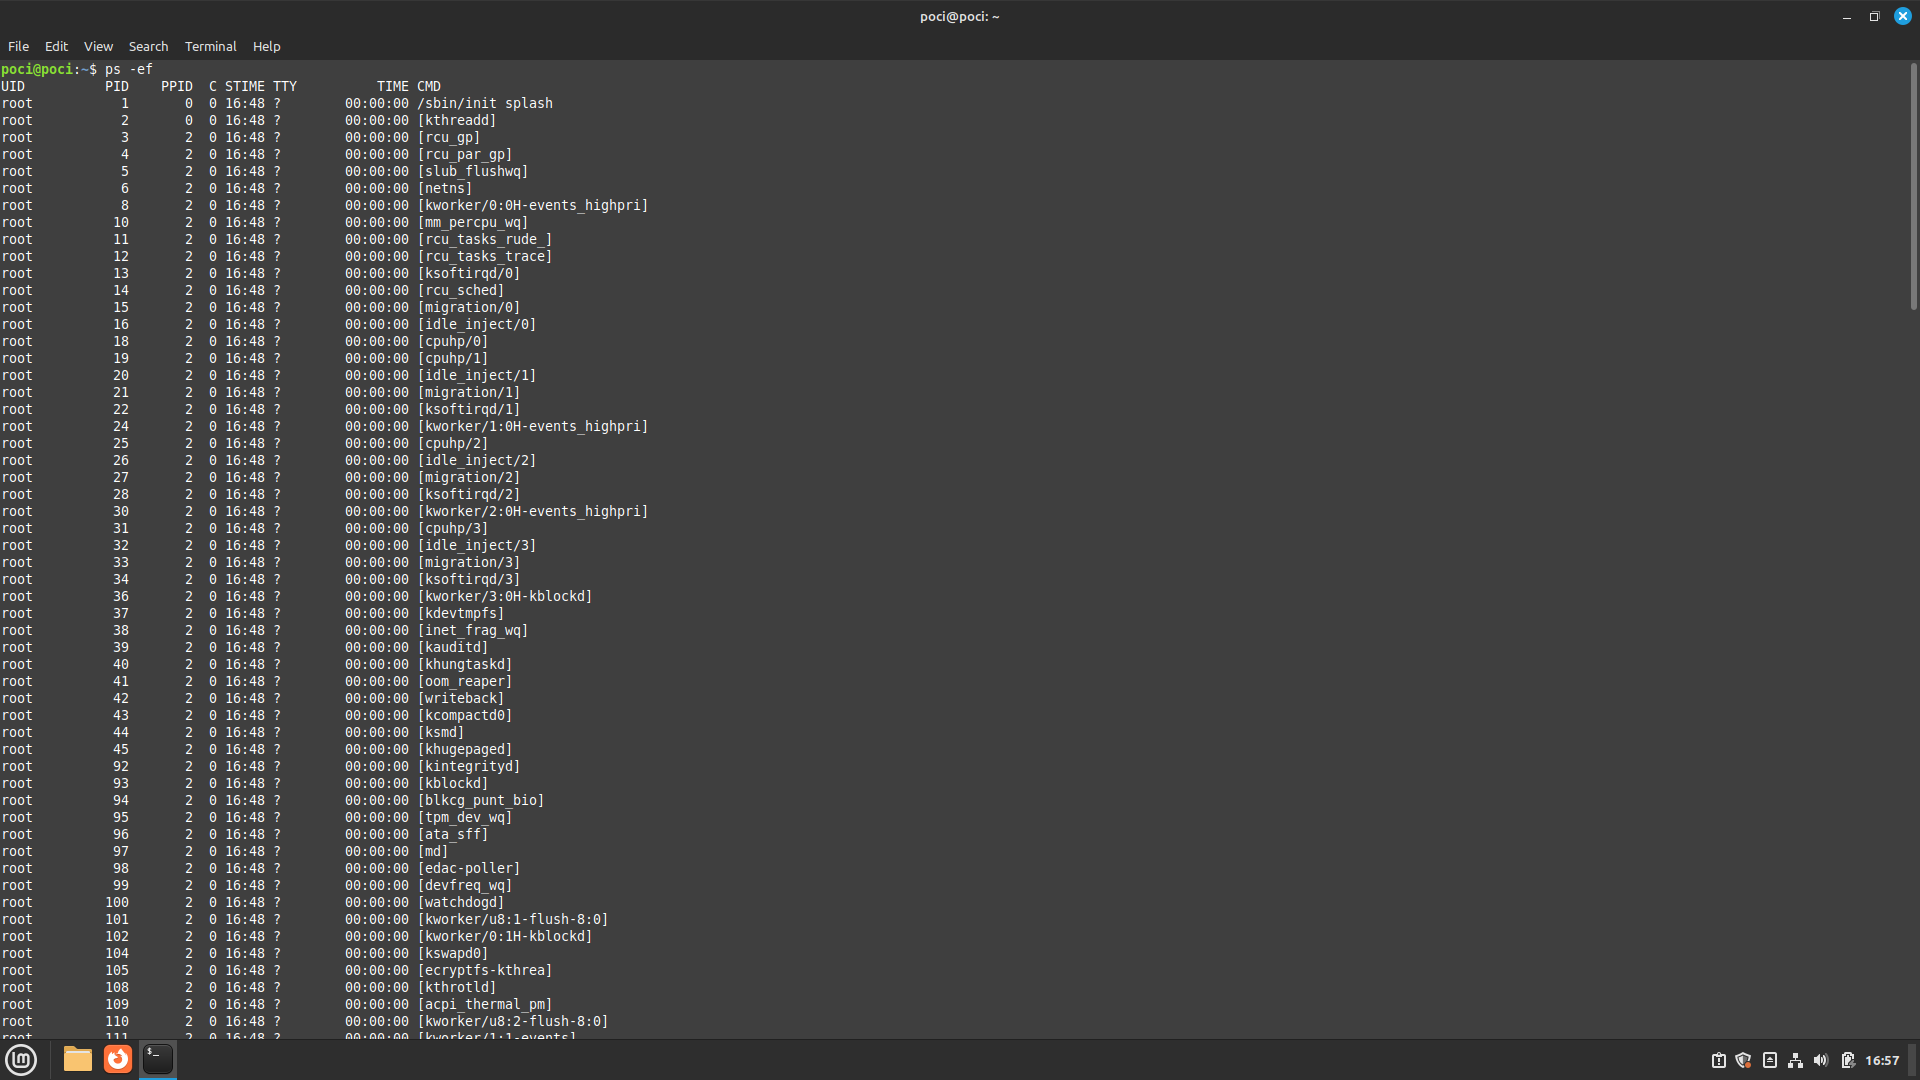 poci@poci: ~
File Edit View Search Terminal Help
poci@poci:~$ ps -ef
UID          PID    PPID  C STIME TTY          TIME CMD
root           1       0  0 16:48 ?        00:00:00 /sbin/init splash
root           2       0  0 16:48 ?        00:00:00 [kthreadd]
root           3       2  0 16:48 ?        00:00:00 [rcu_gp]
root           4       2  0 16:48 ?        00:00:00 [rcu_par_gp]
root           5       2  0 16:48 ?        00:00:00 [slub_flushwq]
root           6       2  0 16:48 ?        00:00:00 [netns]
root           8       2  0 16:48 ?        00:00:00 [kworker/0:0H-events_highpri]
root          10       2  0 16:48 ?        00:00:00 [mm_percpu_wq]
root          11       2  0 16:48 ?        00:00:00 [rcu_tasks_rude_]
root          12       2  0 16:48 ?        00:00:00 [rcu_tasks_trace]
root          13       2  0 16:48 ?        00:00:00 [ksoftirqd/0]
root          14       2  0 16:48 ?        00:00:00 [rcu_sched]
root          15       2  0 16:48 ?        00:00:00 [migration/0]
root          16       2  0 16:48 ?        00:00:00 [idle_inject/0]
root          18       2  0 16:48 ?        00:00:00 [cpuhp/0]
root          19       2  0 16:48 ?        00:00:00 [cpuhp/1]
root          20       2  0 16:48 ?        00:00:00 [idle_inject/1]
root          21       2  0 16:48 ?        00:00:00 [migration/1]
root          22       2  0 16:48 ?        00:00:00 [ksoftirqd/1]
root          24       2  0 16:48 ?        00:00:00 [kworker/1:0H-events_highpri]
root          25       2  0 16:48 ?        00:00:00 [cpuhp/2]
root          26       2  0 16:48 ?        00:00:00 [idle_inject/2]
root          27       2  0 16:48 ?        00:00:00 [migration/2]
root          28       2  0 16:48 ?        00:00:00 [ksoftirqd/2]
root          30       2  0 16:48 ?        00:00:00 [kworker/2:0H-events_highpri]
root          31       2  0 16:48 ?        00:00:00 [cpuhp/3]
root          32       2  0 16:48 ?        00:00:00 [idle_inject/3]
root          33       2  0 16:48 ?        00:00:00 [migration/3]
root          34       2  0 16:48 ?        00:00:00 [ksoftirqd/3]
root          36       2  0 16:48 ?        00:00:00 [kworker/3:0H-kblockd]
root          37       2  0 16:48 ?        00:00:00 [kdevtmpfs]
root          38       2  0 16:48 ?        00:00:00 [inet_frag_wq]
root          39       2  0 16:48 ?        00:00:00 [kauditd]
root          40       2  0 16:48 ?        00:00:00 [khungtaskd]
root          41       2  0 16:48 ?        00:00:00 [oom_reaper]
root          42       2  0 16:48 ?        00:00:00 [writeback]
root          43       2  0 16:48 ?        00:00:00 [kcompactd0]
root          44       2  0 16:48 ?        00:00:00 [ksmd]
root          45       2  0 16:48 ?        00:00:00 [khugepaged]
root          92       2  0 16:48 ?        00:00:00 [kintegrityd]
root          93       2  0 16:48 ?        00:00:00 [kblockd]
root          94       2  0 16:48 ?        00:00:00 [blkcg_punt_bio]
root          95       2  0 16:48 ?        00:00:00 [tpm_dev_wq]
root          96       2  0 16:48 ?        00:00:00 [ata_sff]
root          97       2  0 16:48 ?        00:00:00 [md]
root          98       2  0 16:48 ?        00:00:00 [edac-poller]
root          99       2  0 16:48 ?        00:00:00 [devfreq_wq]
root         100       2  0 16:48 ?        00:00:00 [watchdogd]
root         101       2  0 16:48 ?        00:00:00 [kworker/u8:1-flush-8:0]
root         102       2  0 16:48 ?        00:00:00 [kworker/0:1H-kblockd]
root         104       2  0 16:48 ?        00:00:00 [kswapd0]
root         105       2  0 16:48 ?        00:00:00 [ecryptfs-kthrea]
root         108       2  0 16:48 ?        00:00:00 [kthrotld]
root         109       2  0 16:48 ?        00:00:00 [acpi_thermal_pm]
root         110       2  0 16:48 ?        00:00:00 [kworker/u8:2-flush-8:0]
root         111       2  0 16:48 ?        00:00:00 [kworker/1:1-events]
$_
16:57